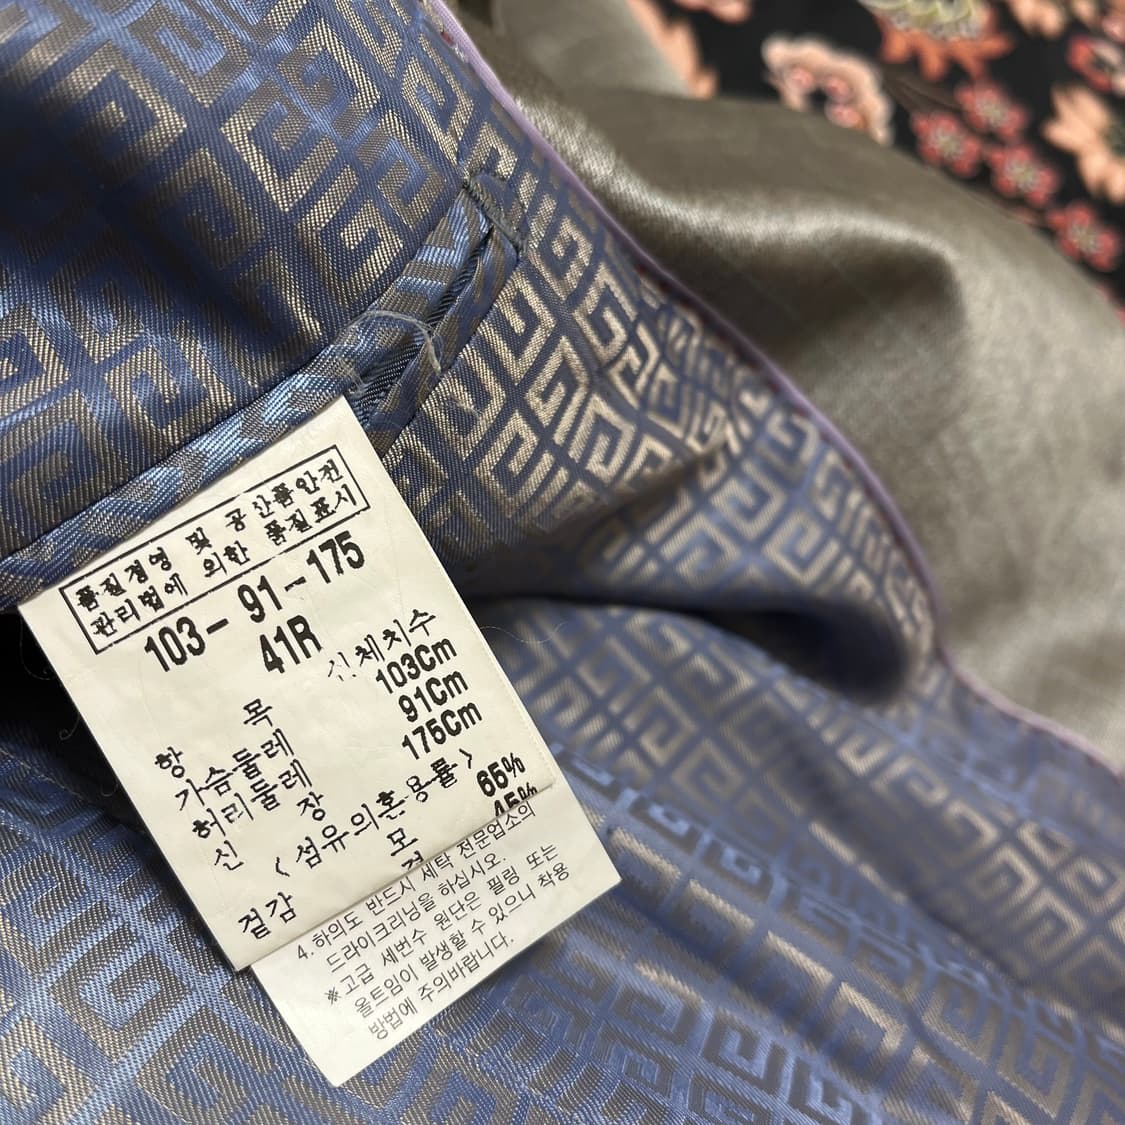 품질경영 및 공산품안전
관리법에 의한 품질표시
103- 91-175
41R
항 목 신체치수
가슴둘레 103Cm
허리둘레 91Cm
신 장 175Cm
<섬유의혼용률>
겉감 모 65%
45%
4. 하의도 반드시 세탁 전문업소의
드라이크리닝을 하십시오.
※고급 세번수 원단은 필링 또는
올트임이 발생할 수 있으니 착용
방법에 주의바랍니다.